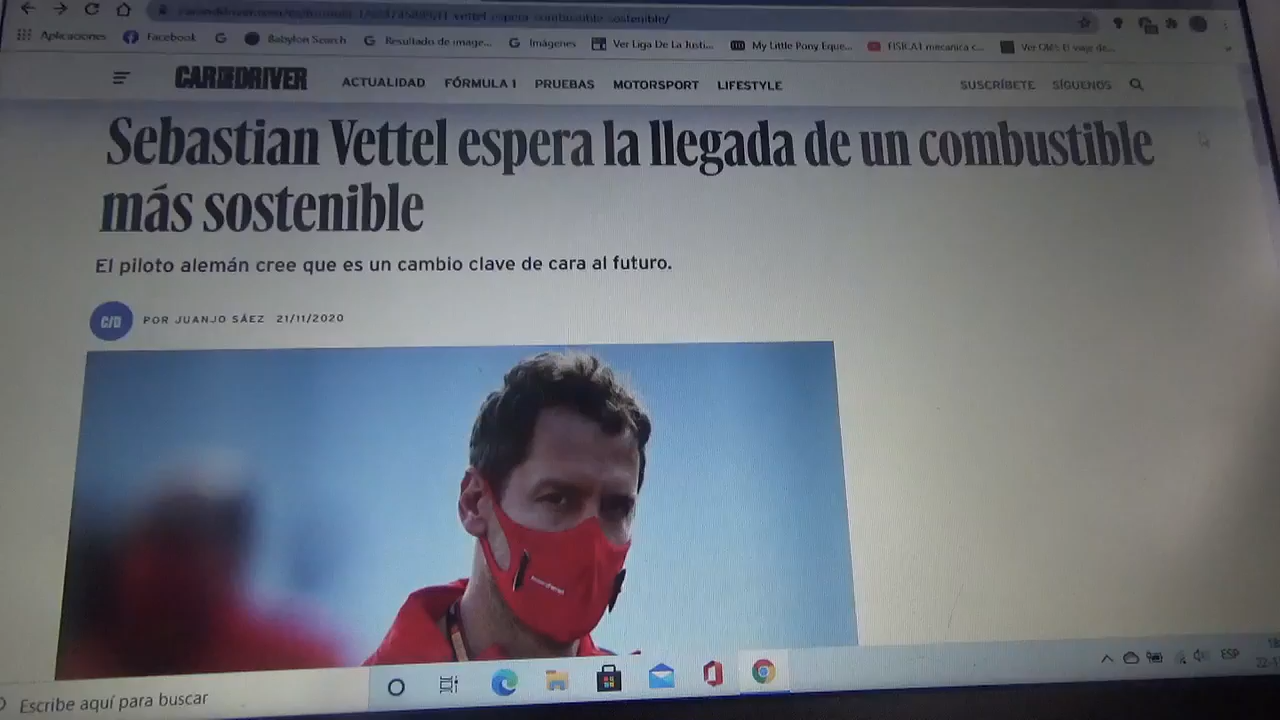 Aplicaciones Facebook G Babylon Search Resultado de image... Imágenes Ver Liga De La Justi... My Little Pony Eque... FISICA1 mecanica c...
CAR AND DRIVER ACTUALIDAD FÓRMULA 1 PRUEBAS MOTORSPORT LIFESTYLE SUSCRÍBETE SÍGUENOS
Sebastian Vettel espera la llegada de un combustible
más sostenible
El piloto alemán cree que es un cambio clave de cara al futuro.
C/D POR JUANJO SÁEZ 21/11/2020
Escribe aquí para buscar ESP